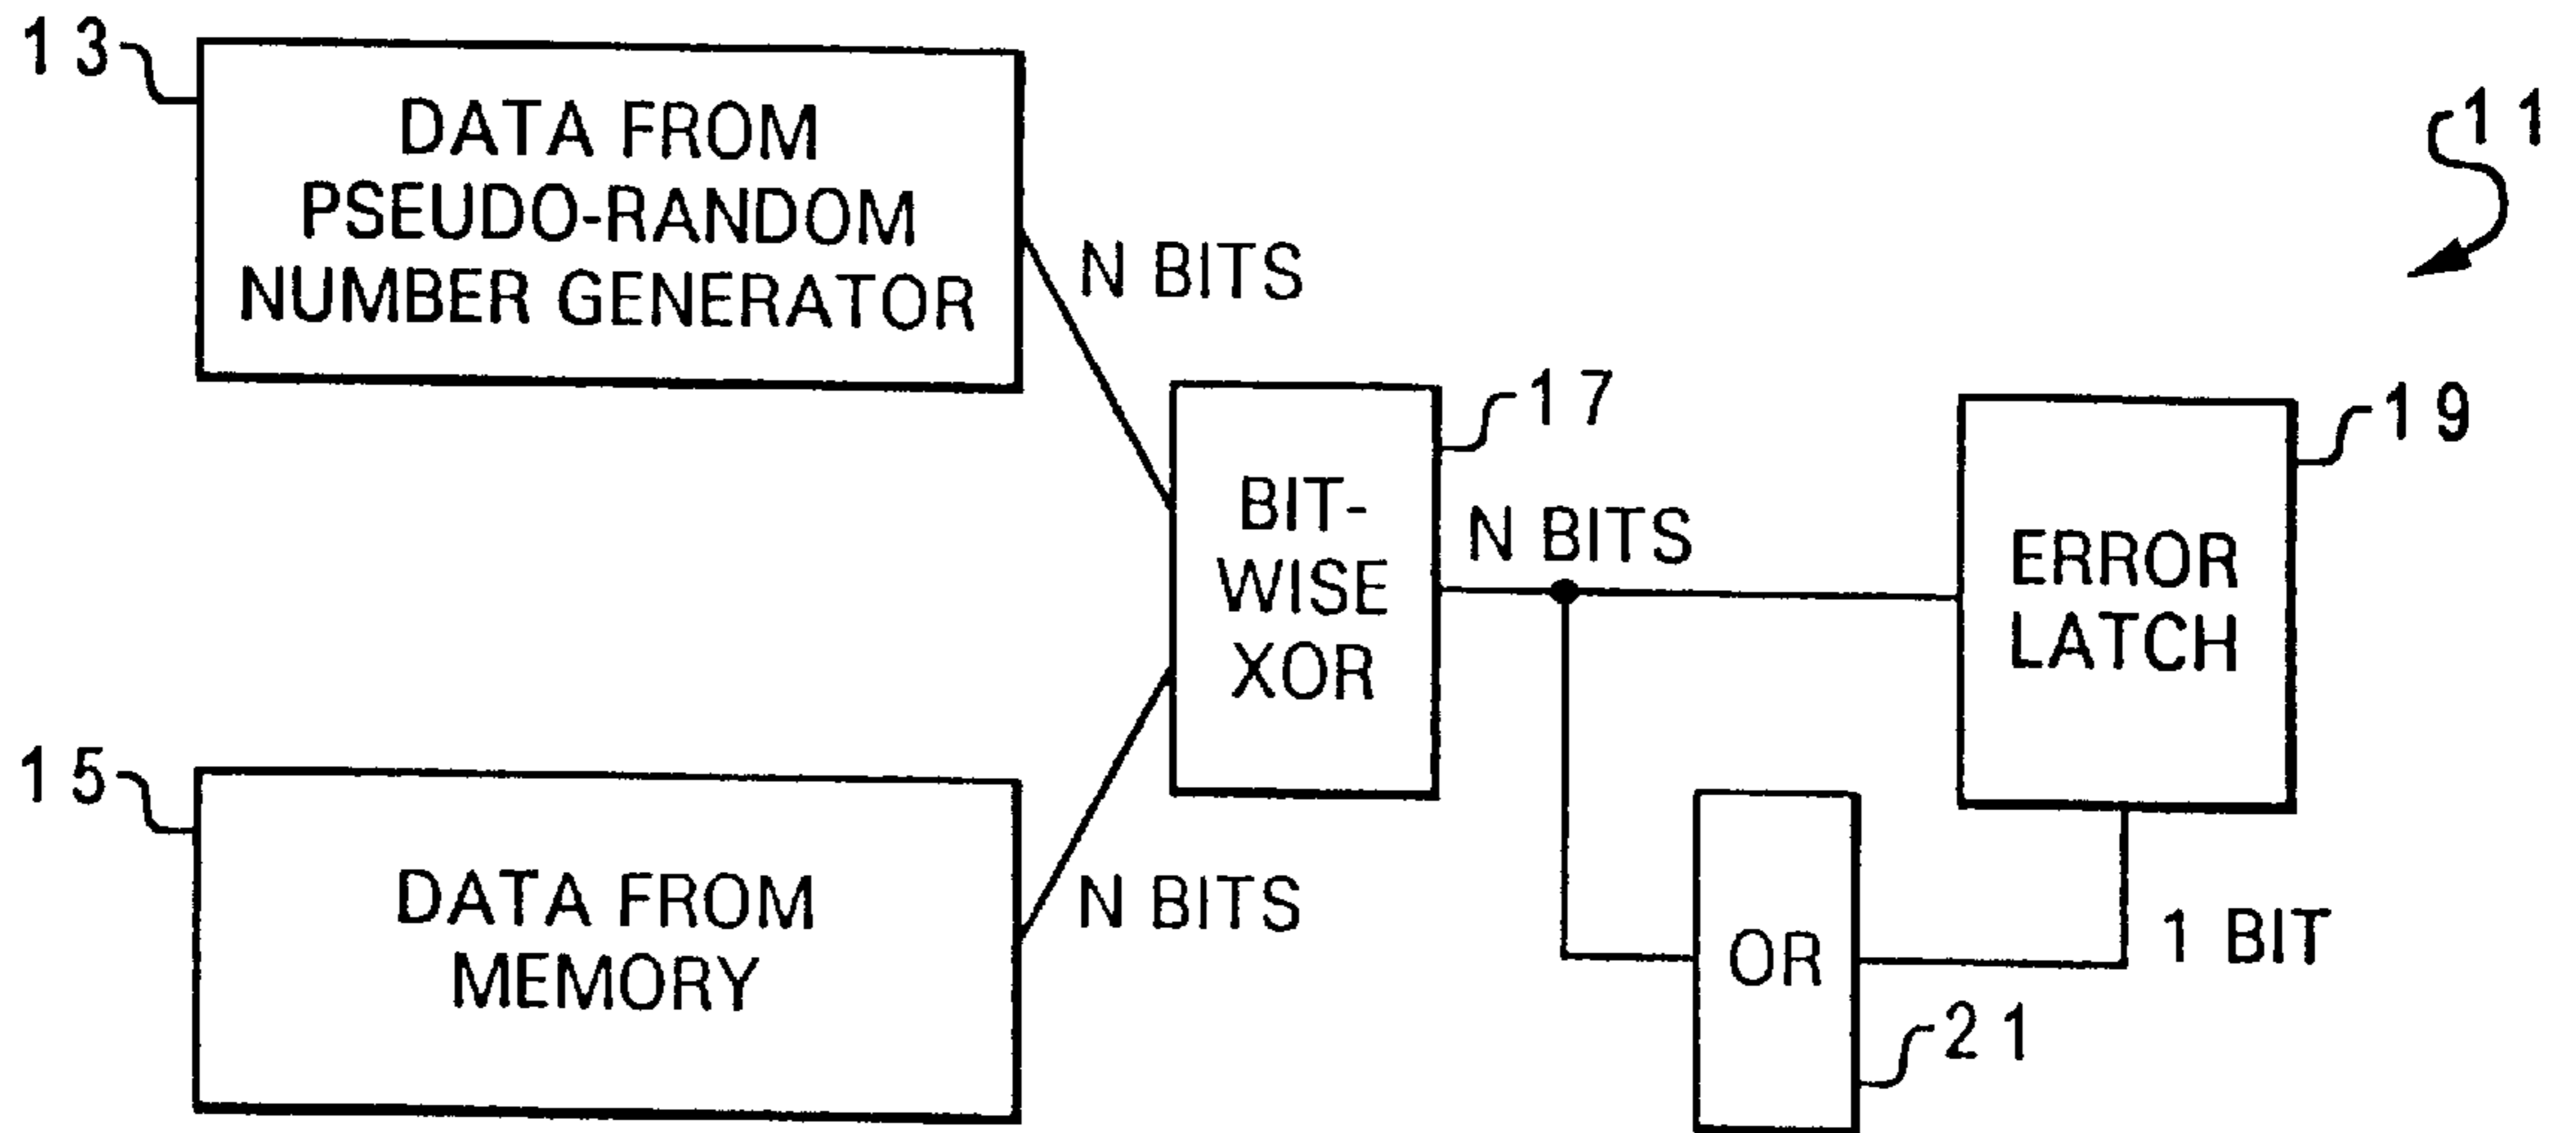 13
DATA FROM
PSEUDO-RANDOM
NUMBER GENERATOR
N BITS
11
17
19
BIT-
WISE
XOR
N BITS
ERROR
LATCH
15
DATA FROM
MEMORY
N BITS
OR
1 BIT
21